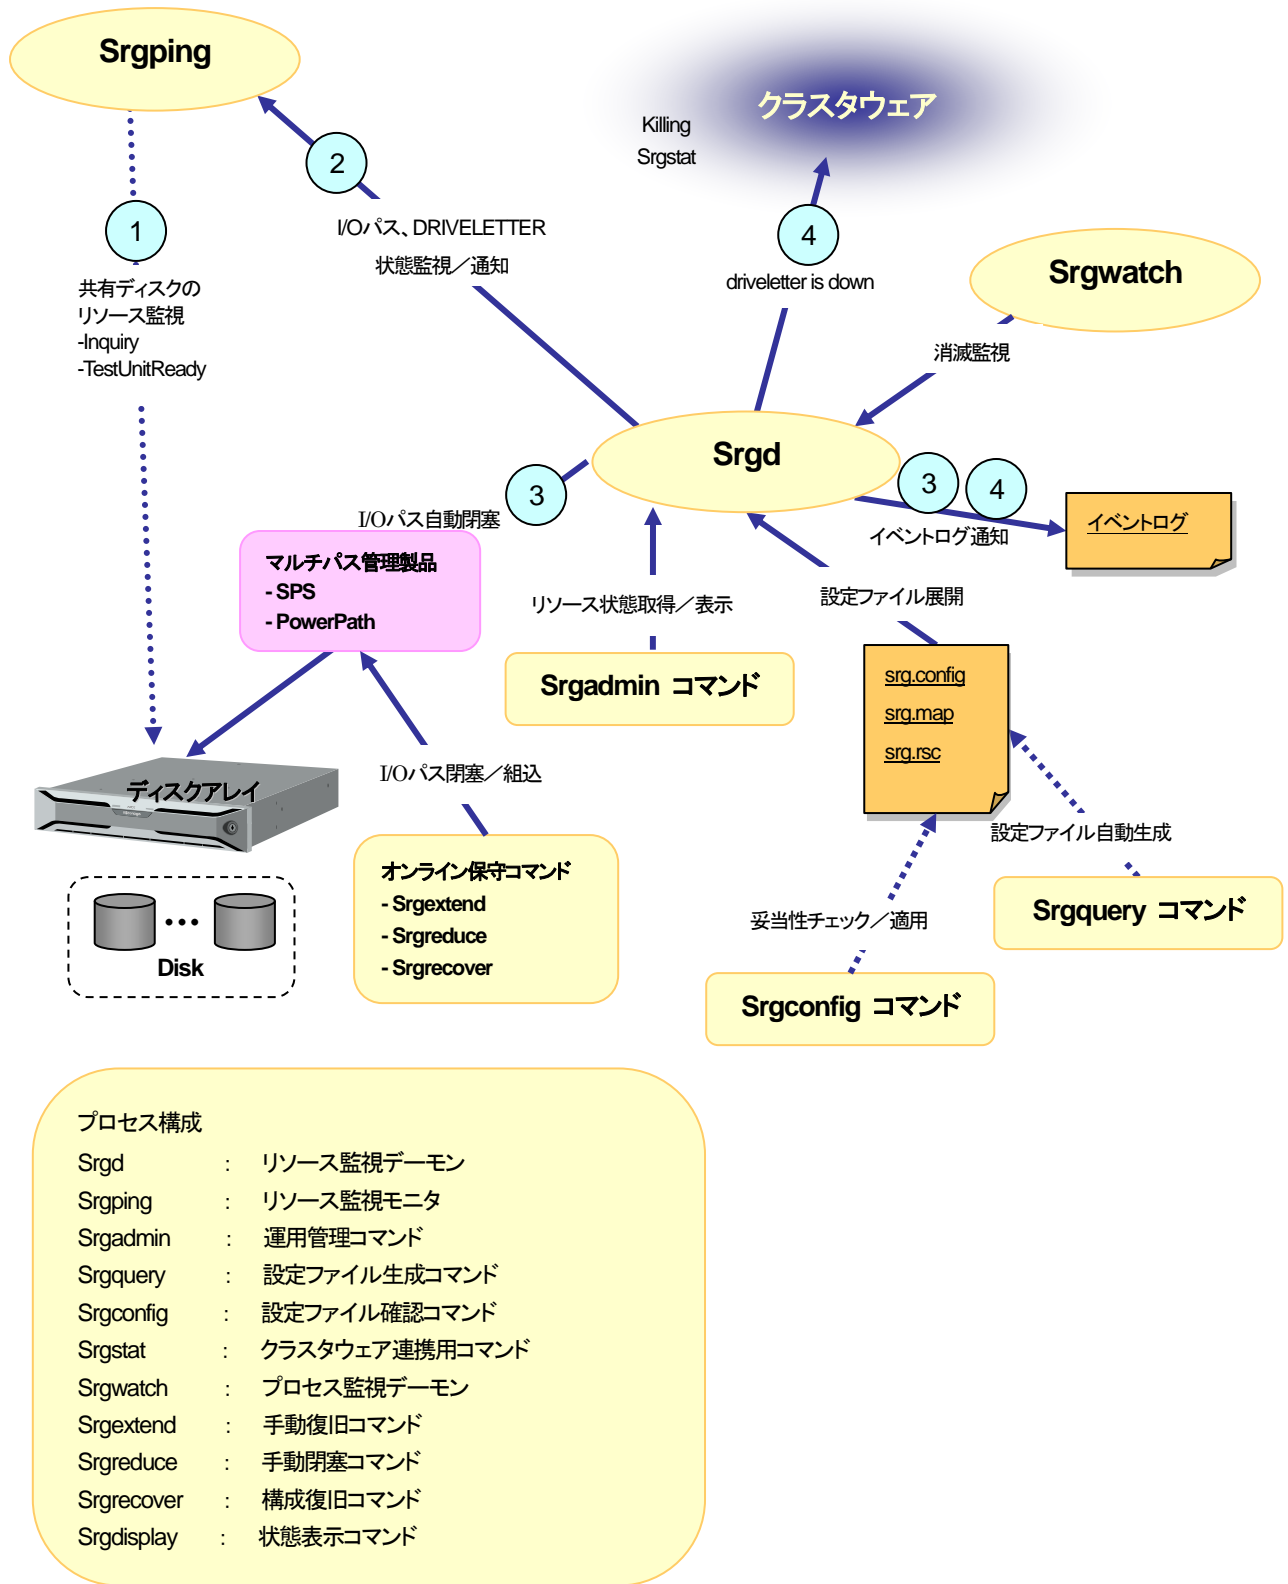 Srgping
クラスタウェア
Killing
Srgstat
2
1
I/Oパス、DRIVELETTER
状態監視／通知
4
driveletter is down
Srgwatch
共有ディスクの
リソース監視
-Inquiry
-TestUnitReady
消滅監視
Srgd
3
3
4
I/Oパス自動閉塞
イベントログ通知
イベントログ
マルチパス管理製品
- SPS
- PowerPath
リソース状態取得／表示
設定ファイル展開
Srgadmin コマンド
srg.config
srg.map
srg.rsc
I/Oパス閉塞／組込
ディスクアレイ
設定ファイル自動生成
オンライン保守コマンド
- Srgextend
- Srgreduce
- Srgrecover
妥当性チェック／適用
Srgquery コマンド
•••
Disk
Srgconfig コマンド
プロセス構成
Srgd : リソース監視デーモン
Srgping : リソース監視モニタ
Srgadmin : 運用管理コマンド
Srgquery : 設定ファイル生成コマンド
Srgconfig : 設定ファイル確認コマンド
Srgstat : クラスタウェア連携用コマンド
Srgwatch : プロセス監視デーモン
Srgextend : 手動復旧コマンド
Srgreduce : 手動閉塞コマンド
Srgrecover : 構成復旧コマンド
Srgdisplay : 状態表示コマンド